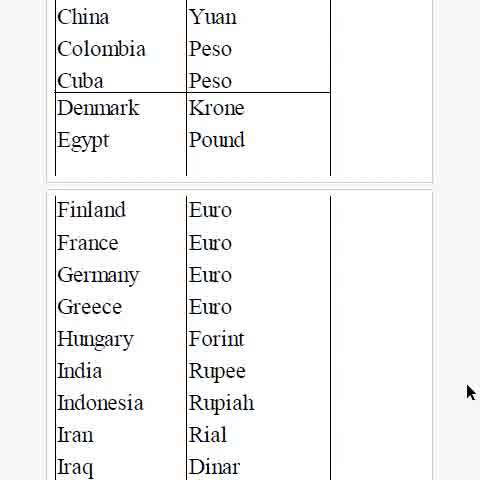 China Yuan
Colombia Peso
Cuba Peso
Denmark Krone
Egypt Pound
Finland Euro
France Euro
Germany Euro
Greece Euro
Hungary Forint
India Rupee
Indonesia Rupiah
Iran Rial
Iraq Dinar